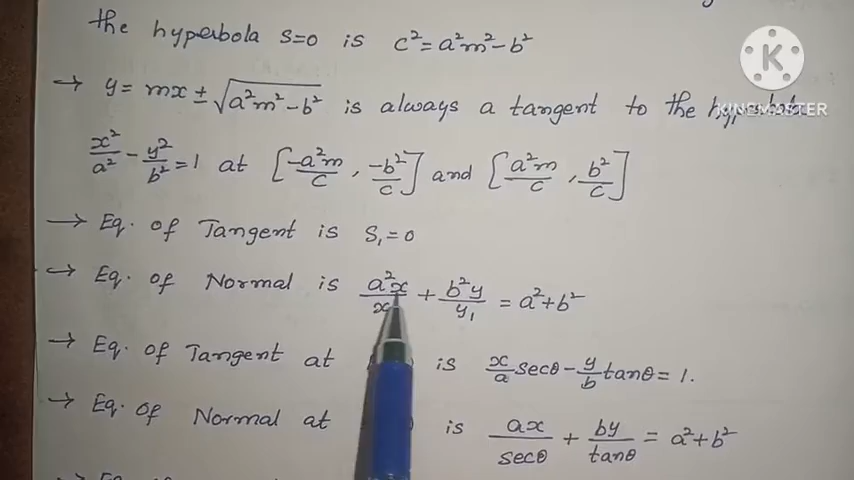 the hyperbola S=0 is c²=a²m²-b²
K
KINEMASTER
→ y= mx ± √(a²m²-b²) is always a tangent to the hyperbola
x²/a² - y²/b² =1 at [-a²m/c , -b²/c] and [a²m/c , b²/c]
→ Eq. of Tangent is S₁=0
→ Eq. of Normal is a²x/x + b²y/y₁ = a²+b²
→ Eq. of Tangent at is x/a secθ - y/b tanθ = 1.
→ Eq. of Normal at is ax/secθ + by/tanθ = a²+b²